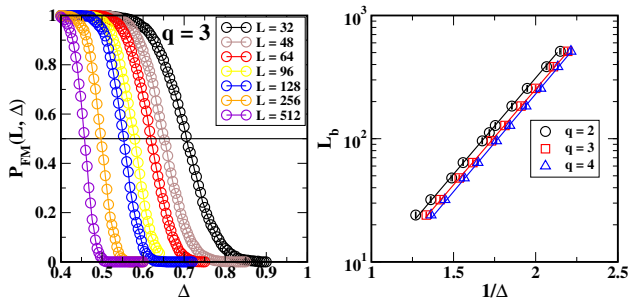 q = 3
L = 32
L = 48
L = 64
L = 96
L = 128
L = 256
L = 512
P_FM(L, Δ)
1
0.8
0.6
0.4
0.2
0
0.4 0.5 0.6 0.7 0.8 0.9 1
Δ
L_b
10^3
10^2
10^1
q = 2
q = 3
q = 4
1 1.5 2 2.5
1/Δ